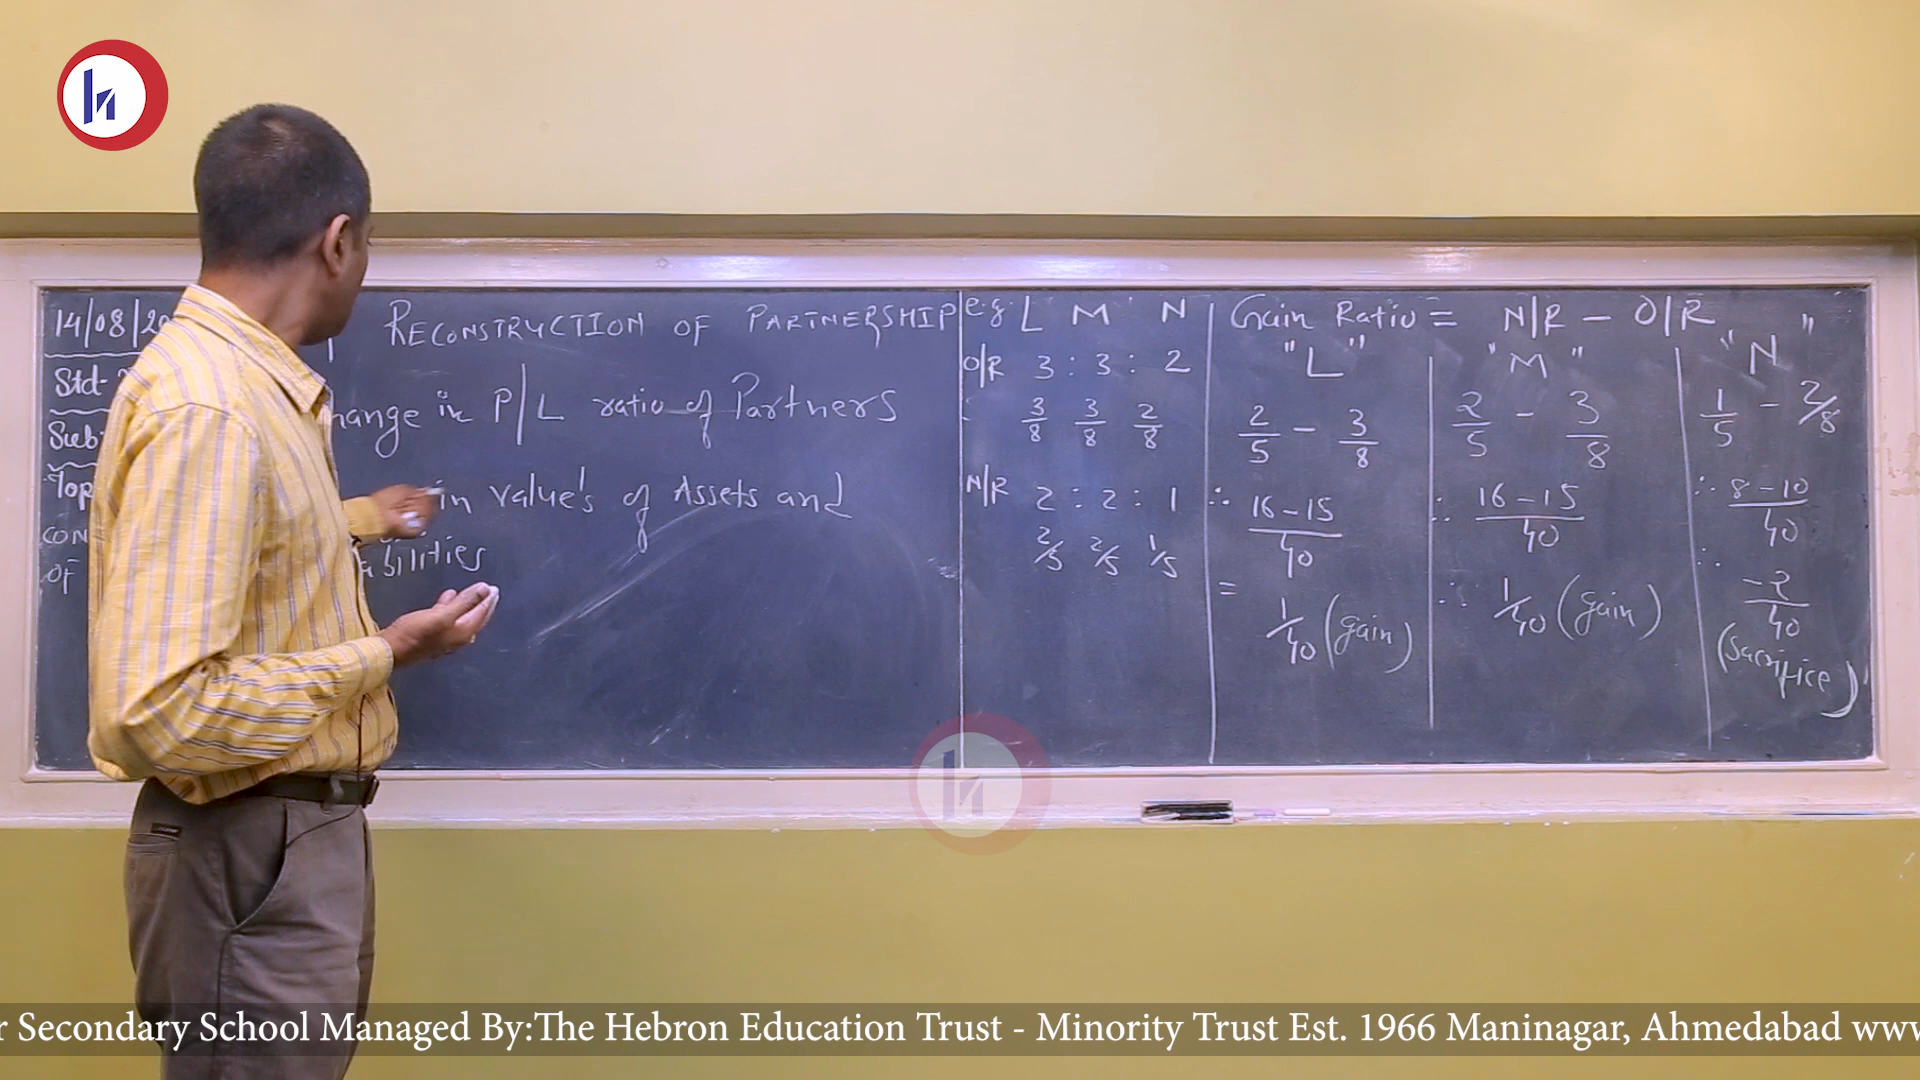 14/08/20
Std-
Sub:
Top
CON
OF
RECONSTRUCTION OF PARTNERSHIP
hange in P/L ratio of Partners
in value's of Assets and
abilities
e.g. L M N
O/R 3 : 3 : 2
3/8 3/8 2/8
N/R 2 : 2 : 1
2/5 2/5 1/5
Gain Ratio = N/R - O/R
"L"
2/5 - 3/8
∴ 16-15/40
= 1/40 (gain)
"M"
2/5 - 3/8
∴ 16-15/40
∴ 1/40 (gain)
"N"
1/5 - 2/8
∴ 8-10/40
∴ -2/40
(Sacrifice)
r Secondary School Managed By:The Hebron Education Trust - Minority Trust Est. 1966 Maninagar, Ahmedabad www